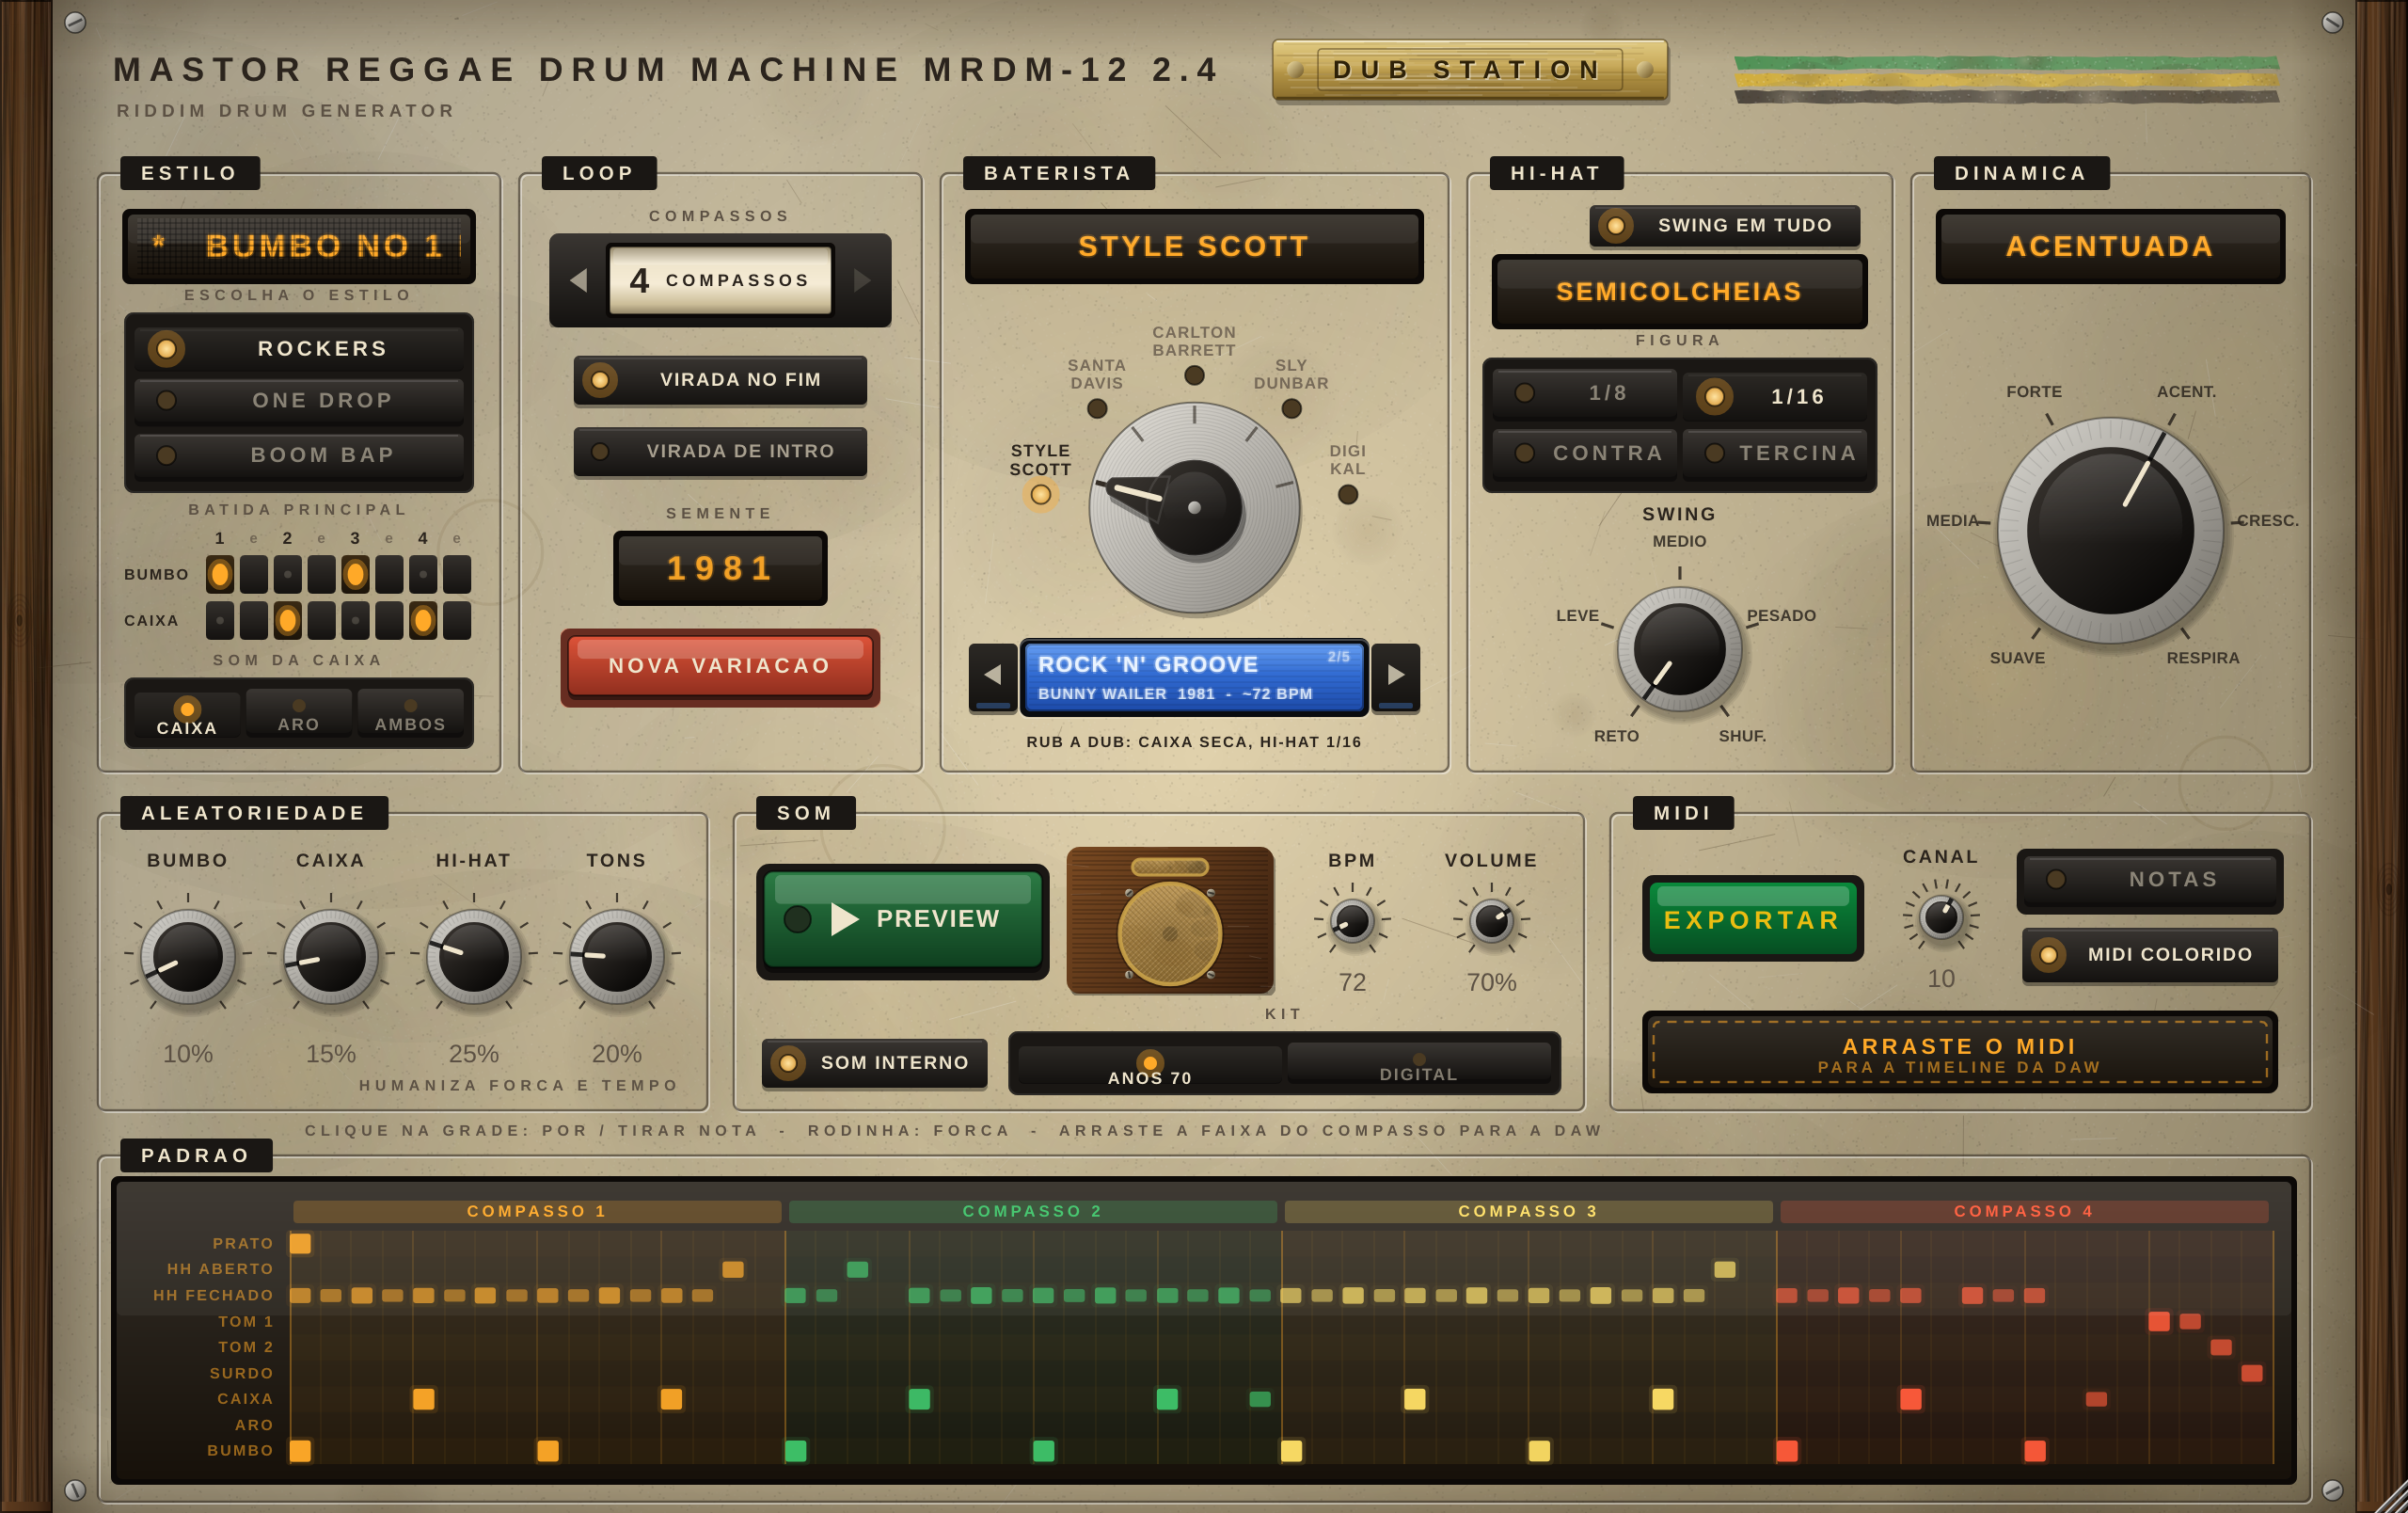 MASTOR REGGAE DRUM MACHINE MRDM-12 2.4
DUB STATION
RIDDIM DRUM GENERATOR
ESTILO
* BUMBO NO 1
ESCOLHA O ESTILO
ROCKERS
ONE DROP
BOOM BAP
BATIDA PRINCIPAL
1 e 2 e 3 e 4 e
BUMBO
CAIXA
SOM DA CAIXA
CAIXA
ARO
AMBOS
LOOP
COMPASSOS
4 COMPASSOS
VIRADA NO FIM
VIRADA DE INTRO
SEMENTE
1981
NOVA VARIACAO
BATERISTA
STYLE SCOTT
CARLTON
BARRETT
SANTA
DAVIS
SLY
DUNBAR
STYLE
SCOTT
DIGI
KAL
ROCK 'N' GROOVE 2/5
BUNNY WAILER 1981 - ~72 BPM
RUB A DUB: CAIXA SECA, HI-HAT 1/16
HI-HAT
SWING EM TUDO
SEMICOLCHEIAS
FIGURA
1/8
1/16
CONTRA
TERCINA
SWING
MEDIO
LEVE
PESADO
RETO
SHUF.
DINAMICA
ACENTUADA
FORTE
ACENT.
MEDIA
CRESC.
SUAVE
RESPIRA
ALEATORIEDADE
BUMBO CAIXA HI-HAT TONS
10% 15% 25% 20%
HUMANIZA FORCA E TEMPO
SOM
PREVIEW
BPM
VOLUME
72
70%
KIT
SOM INTERNO
ANOS 70
DIGITAL
MIDI
EXPORTAR
CANAL
10
NOTAS
MIDI COLORIDO
ARRASTE O MIDI
PARA A TIMELINE DA DAW
CLIQUE NA GRADE: POR / TIRAR NOTA - RODINHA: FORCA - ARRASTE A FAIXA DO COMPASSO PARA A DAW
PADRAO
COMPASSO 1 COMPASSO 2 COMPASSO 3 COMPASSO 4
PRATO
HH ABERTO
HH FECHADO
TOM 1
TOM 2
SURDO
CAIXA
ARO
BUMBO